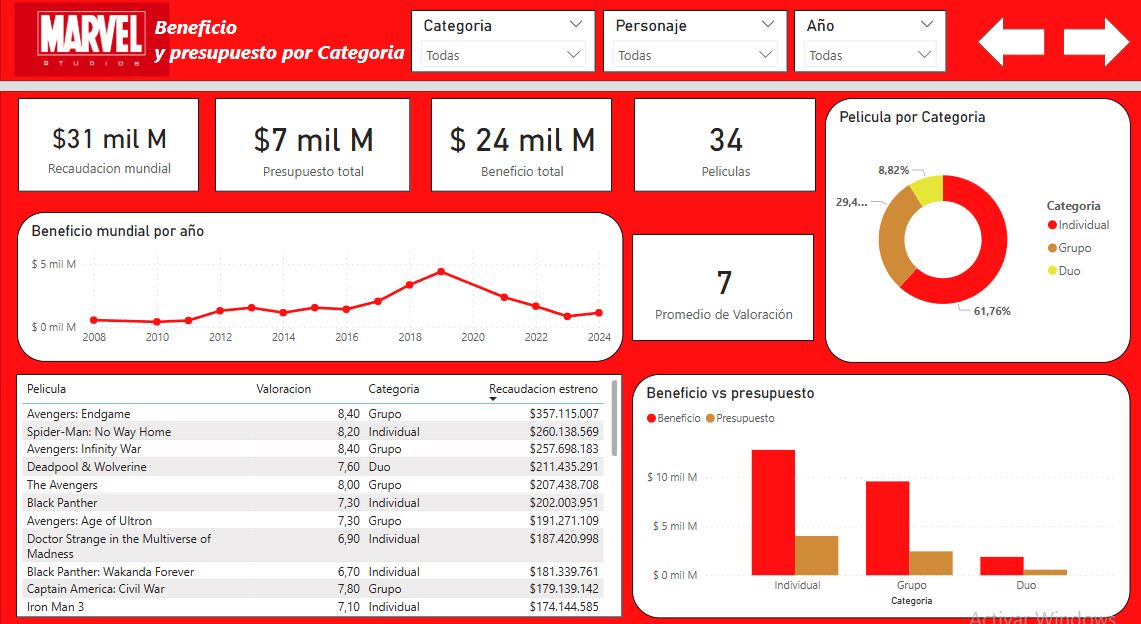 MARVEL
STUDIOS
Beneficio
y presupuesto por Categoria
Categoria
Todas
Personaje
Todas
Año
Todas
$31 mil M
Recaudacion mundial
$7 mil M
Presupuesto total
$ 24 mil M
Beneficio total
34
Peliculas
Pelicula por Categoria
8,82%
29,4...
61,76%
Categoria
Individual
Grupo
Duo
Beneficio mundial por año
$ 5 mil M
$ 0 mil M
2008 2010 2012 2014 2016 2018 2020 2022 2024
7
Promedio de Valoración
Pelicula Valoracion Categoria Recaudacion estreno
Avengers: Endgame 8,40 Grupo $357.115.007
Spider-Man: No Way Home 8,20 Individual $260.138.569
Avengers: Infinity War 8,40 Grupo $257.698.183
Deadpool & Wolverine 7,60 Duo $211.435.291
The Avengers 8,00 Grupo $207.438.708
Black Panther 7,30 Individual $202.003.951
Avengers: Age of Ultron 7,30 Grupo $191.271.109
Doctor Strange in the Multiverse of 6,90 Individual $187.420.998
Madness
Black Panther: Wakanda Forever 6,70 Individual $181.339.761
Captain America: Civil War 7,80 Grupo $179.139.142
Iron Man 3 7,10 Individual $174.144.585
Beneficio vs presupuesto
Beneficio Presupuesto
$ 10 mil M
$ 5 mil M
$ 0 mil M
Individual Grupo Duo
Categoria
Activar Windows